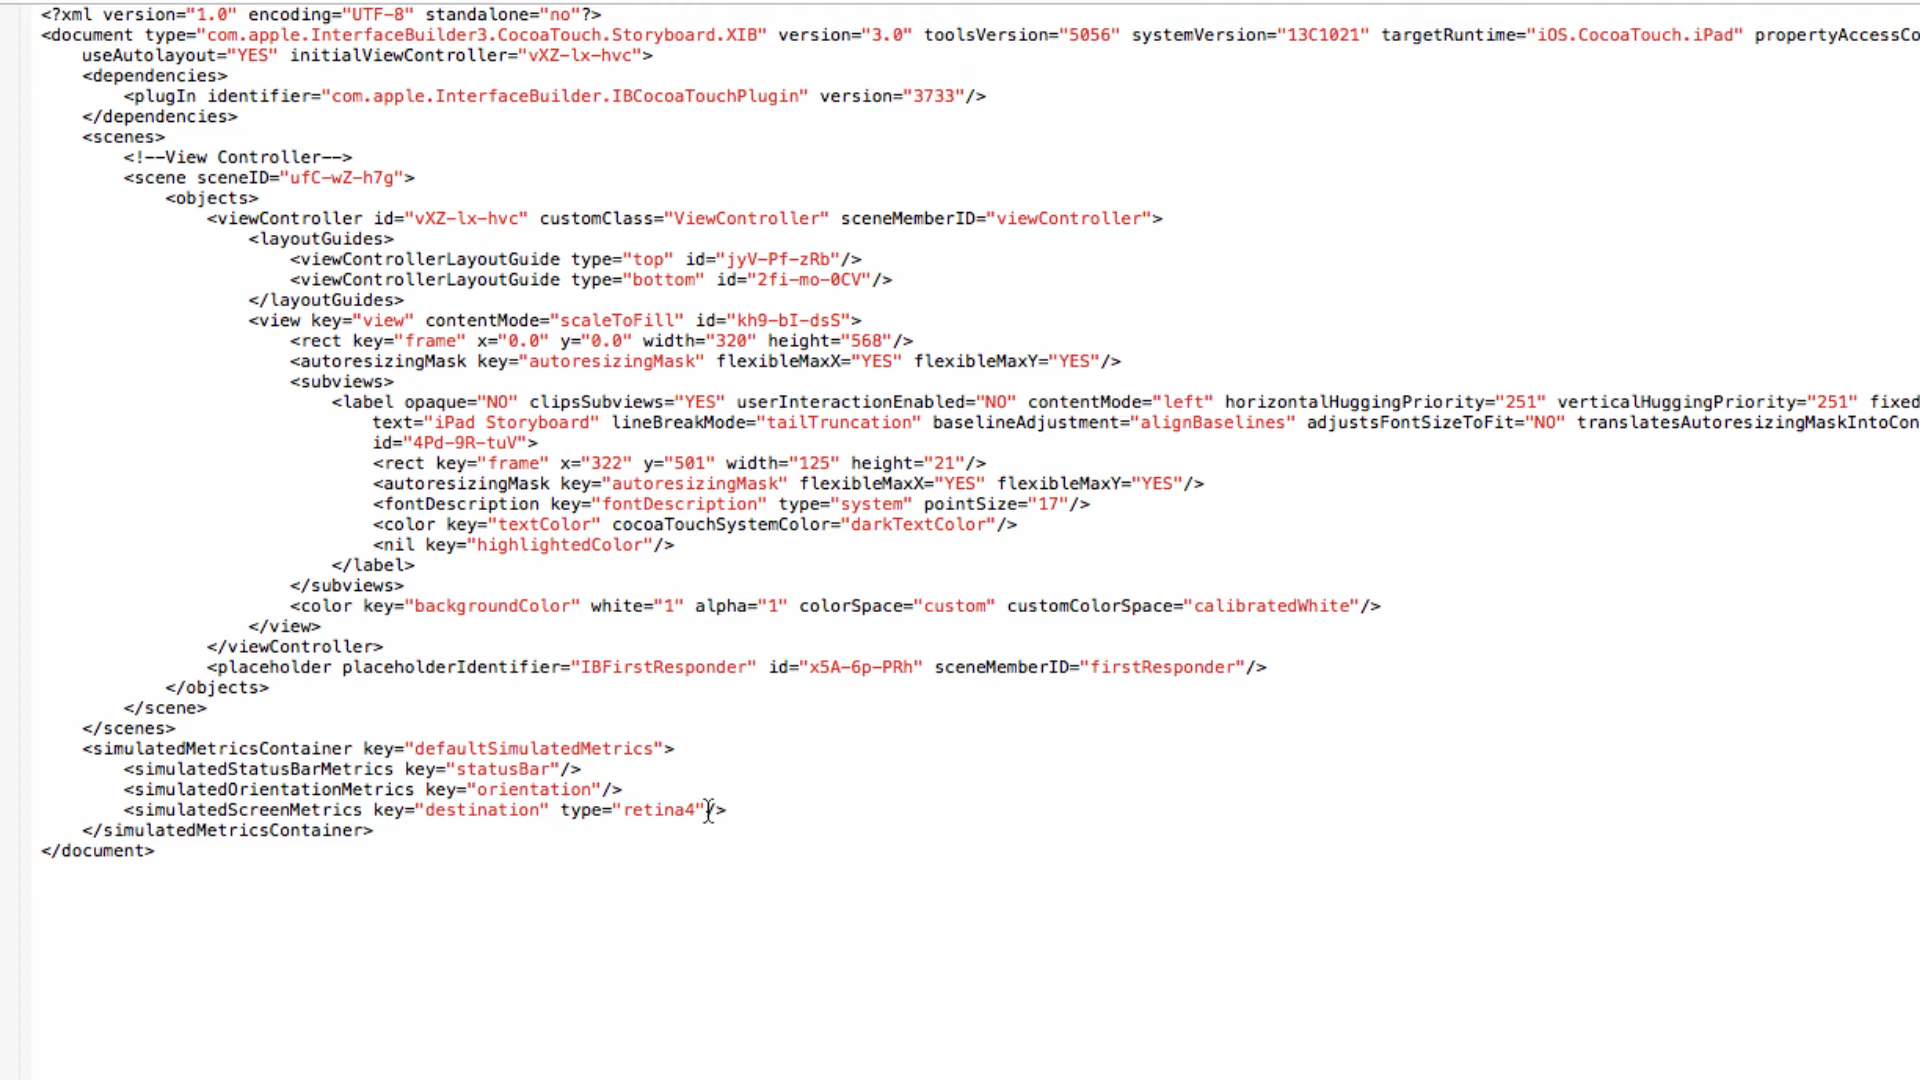 <?xml version="1.0" encoding="UTF-8" standalone="no"?>
<document type="com.apple.InterfaceBuilder3.CocoaTouch.Storyboard.XIB" version="3.0" toolsVersion="5056" systemVersion="13C1021" targetRuntime="iOS.CocoaTouch.iPad" propertyAccessCo
useAutolayout="YES" initialViewController="vXZ-lx-hvc">
<dependencies>
<plugIn identifier="com.apple.InterfaceBuilder.IBCocoaTouchPlugin" version="3733"/>
</dependencies>
<scenes>
<!--View Controller-->
<scene sceneID="ufC-wZ-h7g">
<objects>
<viewController id="vXZ-lx-hvc" customClass="ViewController" sceneMemberID="viewController">
<layoutGuides>
<viewControllerLayoutGuide type="top" id="jyV-Pf-zRb"/>
<viewControllerLayoutGuide type="bottom" id="2fi-mo-0CV"/>
</layoutGuides>
<view key="view" contentMode="scaleToFill" id="kh9-bI-dsS">
<rect key="frame" x="0.0" y="0.0" width="320" height="568"/>
<autoresizingMask key="autoresizingMask" flexibleMaxX="YES" flexibleMaxY="YES"/>
<subviews>
<label opaque="NO" clipsSubviews="YES" userInteractionEnabled="NO" contentMode="left" horizontalHuggingPriority="251" verticalHuggingPriority="251" fixed
text="iPad Storyboard" lineBreakMode="tailTruncation" baselineAdjustment="alignBaselines" adjustsFontSizeToFit="NO" translatesAutoresizingMaskIntoCon
id="4Pd-9R-tuV">
<rect key="frame" x="322" y="501" width="125" height="21"/>
<autoresizingMask key="autoresizingMask" flexibleMaxX="YES" flexibleMaxY="YES"/>
<fontDescription key="fontDescription" type="system" pointSize="17"/>
<color key="textColor" cocoaTouchSystemColor="darkTextColor"/>
<nil key="highlightedColor"/>
</label>
</subviews>
<color key="backgroundColor" white="1" alpha="1" colorSpace="custom" customColorSpace="calibratedWhite"/>
</view>
</viewController>
<placeholder placeholderIdentifier="IBFirstResponder" id="x5A-6p-PRh" sceneMemberID="firstResponder"/>
</objects>
</scene>
</scenes>
<simulatedMetricsContainer key="defaultSimulatedMetrics">
<simulatedStatusBarMetrics key="statusBar"/>
<simulatedOrientationMetrics key="orientation"/>
<simulatedScreenMetrics key="destination" type="retina4"/>
</simulatedMetricsContainer>
</document>